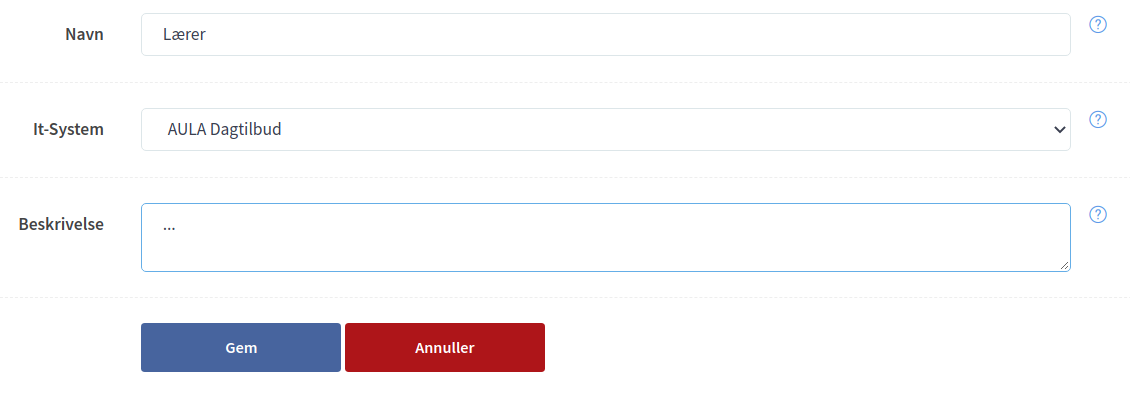 Navn
Lærer
It-System
AULA Dagtilbud
Beskrivelse
...
Gem
Annuller